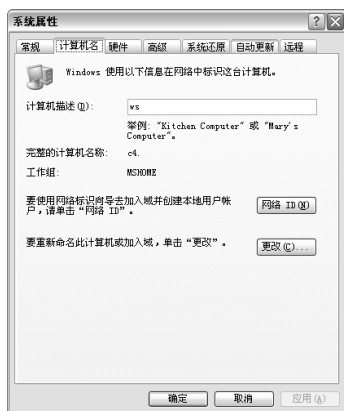 系统属性
常规 计算机名 硬件 高级 系统还原 自动更新 远程
Windows 使用以下信息在网络中标识这台计算机。
计算机描述(D): ws
举例: "Kitchen Computer" 或 "Mary's
Computer"。
完整的计算机名称: c4.
工作组: MSHOME
要使用网络标识向导去加入域并创建本地用户帐
户，请单击“网络 ID”。
网络 ID(N)
要重新命名此计算机或加入域，单击“更改”。
更改(C)...
确定 取消 应用(A)